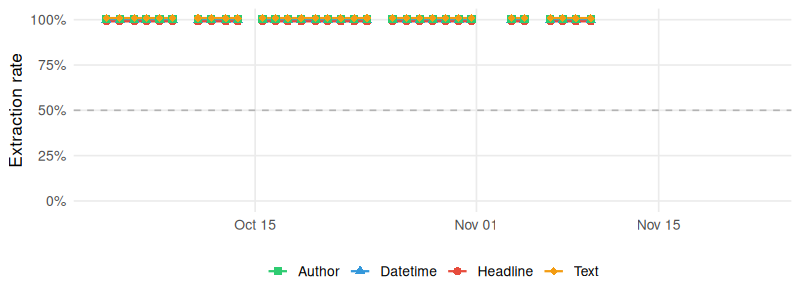 Extraction rate
100%
75%
50%
25%
0%
Oct 15 Nov 01 Nov 15
Author Datetime Headline Text